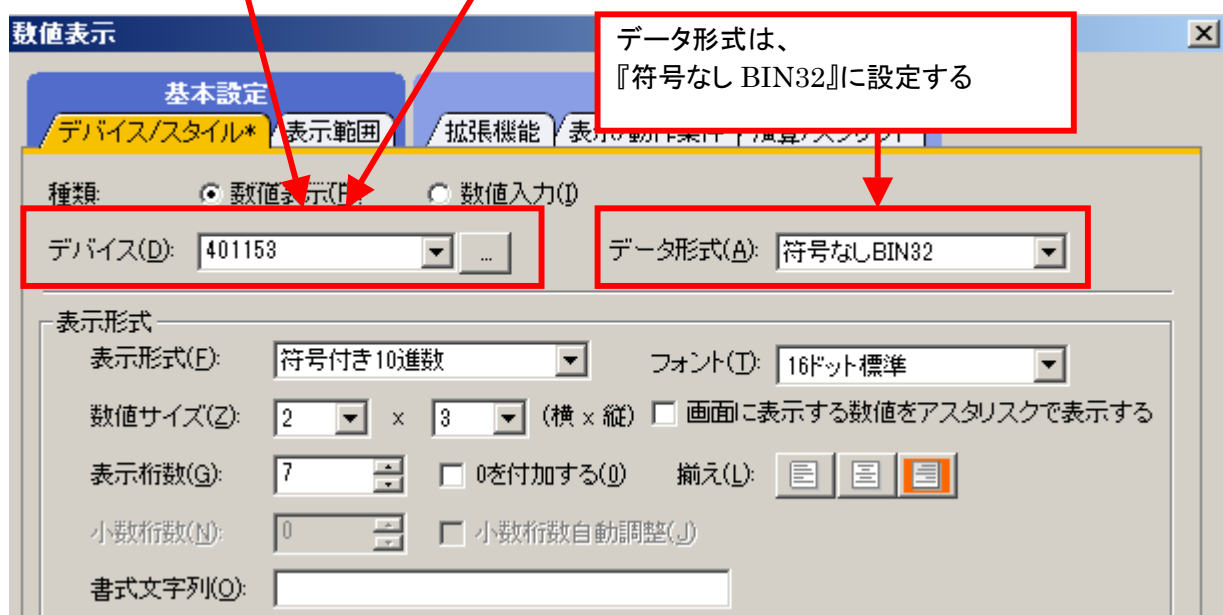 数値表示
データ形式は、
『符号なし BIN32』に設定する
基本設定
デバイス/スタイル* 表示範囲 拡張機能
種類: 数値表示(P) 数値入力(I)
デバイス(D): 401153 ... データ形式(A): 符号なしBIN32
表示形式
表示形式(F): 符号付き10進数 フォント(T): 16ドット標準
数値サイズ(Z): 2 x 3 (横 x 縦) 画面に表示する数値をアスタリスクで表示する
表示桁数(G): 7 0を付加する(0) 揃え(L):
小数桁数(N): 0 小数桁数自動調整(J)
書式文字列(O):